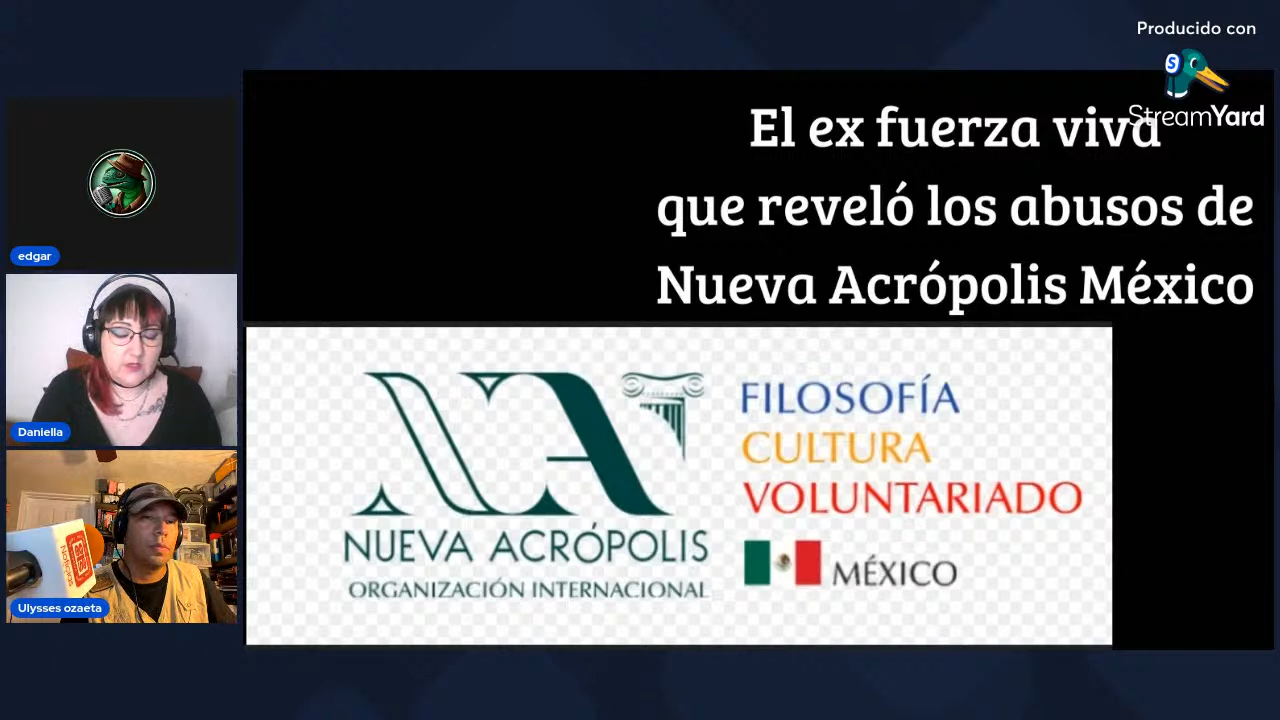 Producido con
StreamYard
El ex fuerza viva
que reveló los abusos de
Nueva Acrópolis México
edgar
Daniella
Ulysses ozaeta
NUEVA ACRÓPOLIS
ORGANIZACIÓN INTERNACIONAL
FILOSOFÍA
CULTURA
VOLUNTARIADO
MÉXICO